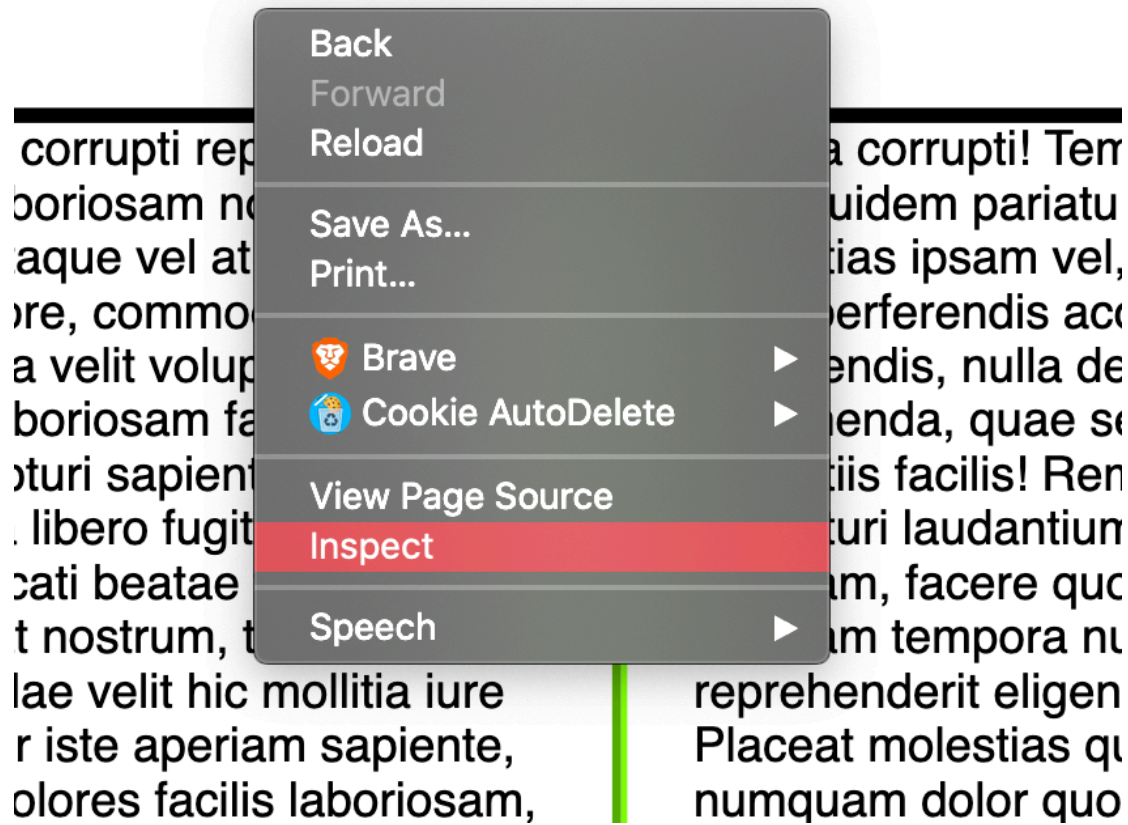 Back
Forward
Reload
Save As...
Print...
Brave
Cookie AutoDelete
View Page Source
Inspect
Speech
corrupti rep
boriosam
aque vel at
ore, commo
a velit volup
boriosam fa
pturi sapient
libero fugit
cati beatae
t nostrum, t
lae velit hic mollitia iure
r iste aperiam sapiente,
olores facilis laboriosam,
a corrupti! Tem
uidem pariatu
tias ipsam vel,
perferendis acc
endis, nulla de
enda, quae se
tiis facilis! Rem
turi laudantium
am, facere quo
am tempora nu
reprehenderit eligen
Placeat molestias qu
numquam dolor quo